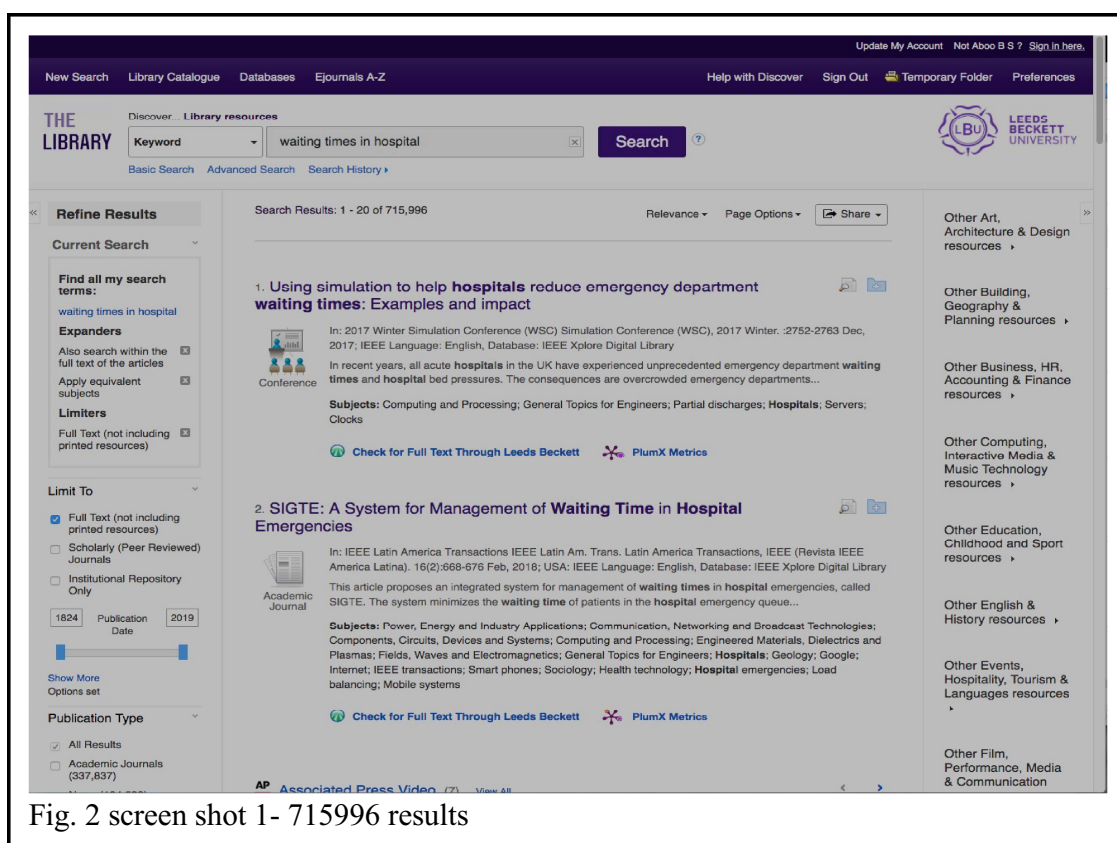 Update My Account Not Aboo B S ? Sign in here.
New Search Library Catalogue Databases Ejournals A-Z Help with Discover Sign Out Temporary Folder Preferences
THE LIBRARY
Discover... Library resources
Keyword waiting times in hospital Search ?
Basic Search Advanced Search Search History
LBU
LEEDS
BECKETT
UNIVERSITY
Refine Results
Current Search
Find all my search
terms:
waiting times in hospital
Expanders
Also search within the
full text of the articles
Apply equivalent
subjects
Limiters
Full Text (not including
printed resources)
Limit To
Full Text (not including
printed resources)
Scholarly (Peer Reviewed)
Journals
Institutional Repository
Only
1824 Publication 2019
Date
Show More
Options set
Publication Type
All Results
Academic Journals
(337,837)
Search Results: 1 - 20 of 715,996 Relevance Page Options Share
1. Using simulation to help hospitals reduce emergency department
waiting times: Examples and impact
Conference
In: 2017 Winter Simulation Conference (WSC) Simulation Conference (WSC), 2017 Winter. :2752-2763 Dec,
2017; IEEE Language: English, Database: IEEE Xplore Digital Library
In recent years, all acute hospitals in the UK have experienced unprecedented emergency department waiting
times and hospital bed pressures. The consequences are overcrowded emergency departments...
Subjects: Computing and Processing; General Topics for Engineers; Partial discharges; Hospitals; Servers;
Clocks
Check for Full Text Through Leeds Beckett PlumX Metrics
2. SIGTE: A System for Management of Waiting Time in Hospital
Emergencies
Academic
Journal
In: IEEE Latin America Transactions IEEE Latin Am. Trans. Latin America Transactions, IEEE (Revista IEEE
America Latina). 16(2):668-676 Feb, 2018; USA: IEEE Language: English, Database: IEEE Xplore Digital Library
This article proposes an integrated system for management of waiting times in hospital emergencies, called
SIGTE. The system minimizes the waiting time of patients in the hospital emergency queue...
Subjects: Power, Energy and Industry Applications; Communication, Networking and Broadcast Technologies;
Components, Circuits, Devices and Systems; Computing and Processing; Engineered Materials, Dielectrics and
Plasmas; Fields, Waves and Electromagnetics; General Topics for Engineers; Hospitals; Geology; Google;
Internet; IEEE transactions; Smart phones; Sociology; Health technology; Hospital emergencies; Load
balancing; Mobile systems
Check for Full Text Through Leeds Beckett PlumX Metrics
AP Associated Press Video (7) View All
Other Art,
Architecture & Design
resources
Other Building,
Geography &
Planning resources
Other Business, HR,
Accounting & Finance
resources
Other Computing,
Interactive Media &
Music Technology
resources
Other Education,
Childhood and Sport
resources
Other English &
History resources
Other Events,
Hospitality, Tourism &
Languages resources
Other Film,
Performance, Media
& Communication
Fig. 2 screen shot 1- 715996 results